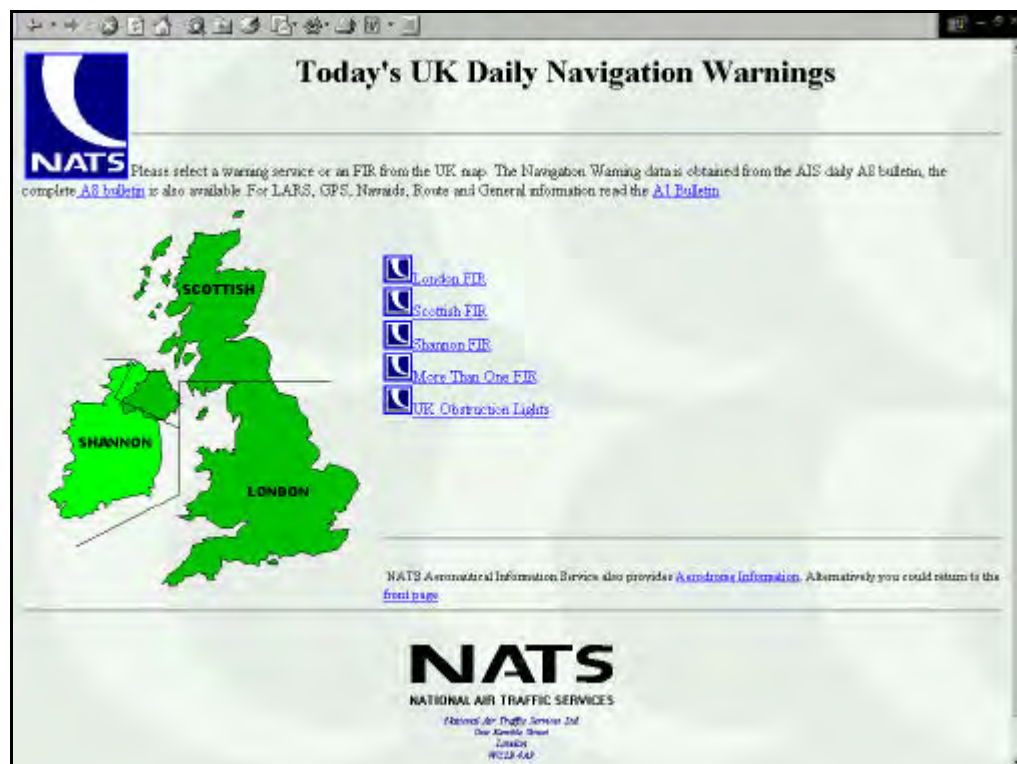 Today's UK Daily Navigation Warnings
NATS
Please select a warning service or an FIR from the UK map. The Navigation Warning data is obtained from the AIS daily A8 bulletin, the
complete A8 bulletin is also available. For LARS, GPS, Navaids, Route and General information read the A1 Bulletin
SCOTTISH
SHANNON
LONDON
London FIR
Scottish FIR
Shannon FIR
More Than One FIR
UK Obstruction Lights
NATS Aeronautical Information Service also provides Aerodrome Information. Alternatively you could return to the
front page
NATS
NATIONAL AIR TRAFFIC SERVICES
National Air Traffic Services Ltd
One Kemble Street
London